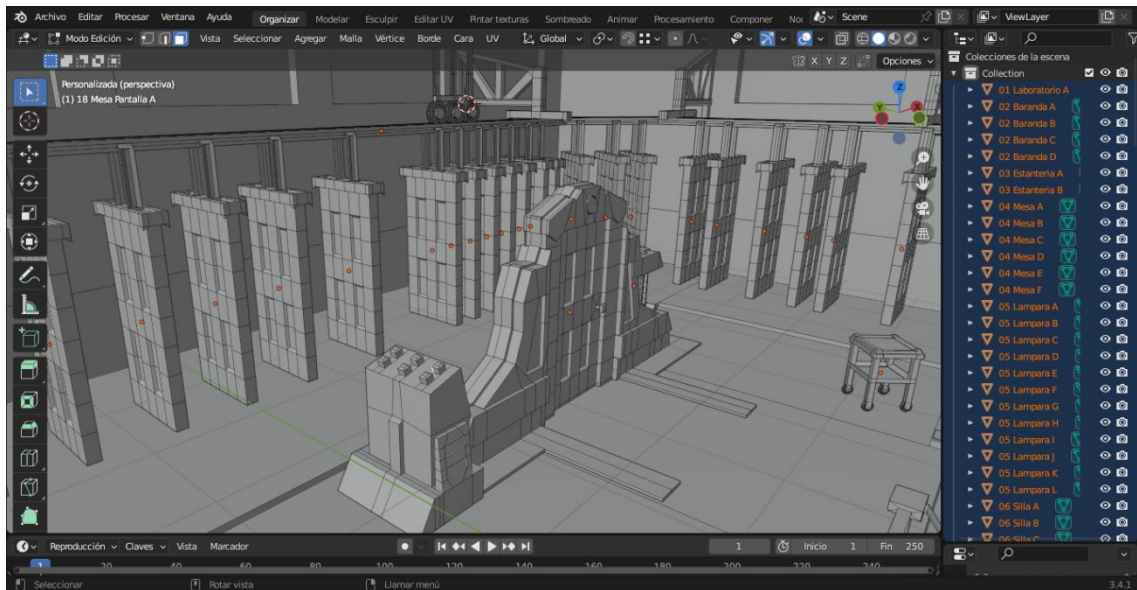 Archivo Editar Procesar Ventana Ayuda Organizar Modelar Esculpir Editar UV Pintar texturas Sombreado Animar Procesamiento Componer Scene ViewLayer
Modo Edición Vista Seleccionar Agregar Malla Vértice Borde Cara UV Global
X Y Z Opciones
Personalizada (perspectiva)
(1) 18 Mesa Pantalla A
Z
Y
X
Colecciones de la escena
Collection
01 Laboratorio A
02 Baranda A
02 Baranda B
02 Baranda C
02 Baranda D
03 Estanteria A
03 Estanteria B
04 Mesa A
04 Mesa B
04 Mesa C
04 Mesa D
04 Mesa E
04 Mesa F
05 Lampara A
05 Lampara B
05 Lampara C
05 Lampara D
05 Lampara E
05 Lampara F
05 Lampara G
05 Lampara H
05 Lampara I
05 Lampara J
05 Lampara K
05 Lampara L
06 Silla A
06 Silla B
06 Silla C
Reproducción Claves Vista Marcador 1 Inicio 1 Fin 250
1 20 40 60 80 100 120 140 160 180 200 220 240
Seleccionar Rotar vista Llamar menú 3.4.1